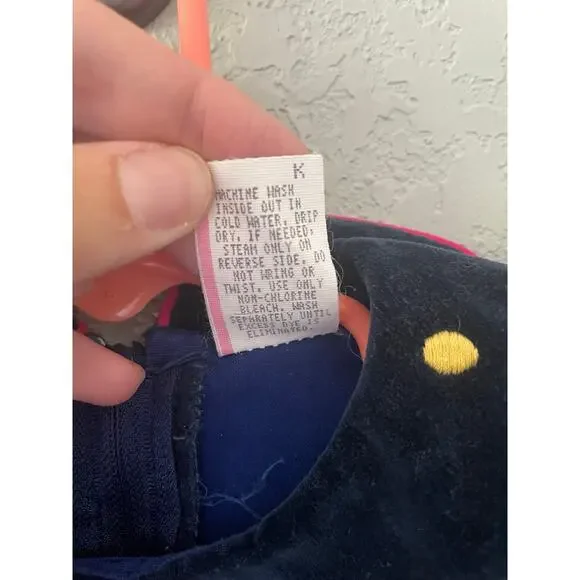 K
MACHINE WASH
INSIDE OUT IN
COLD WATER, DRIP
DRY, IF NEEDED,
STEAM ONLY ON
REVERSE SIDE. DO
NOT WRING OR
TWIST. USE ONLY
NON-CHLORINE
BLEACH. WASH
SEPARATELY UNTIL
EXCESS DYE IS
ELIMINATED.